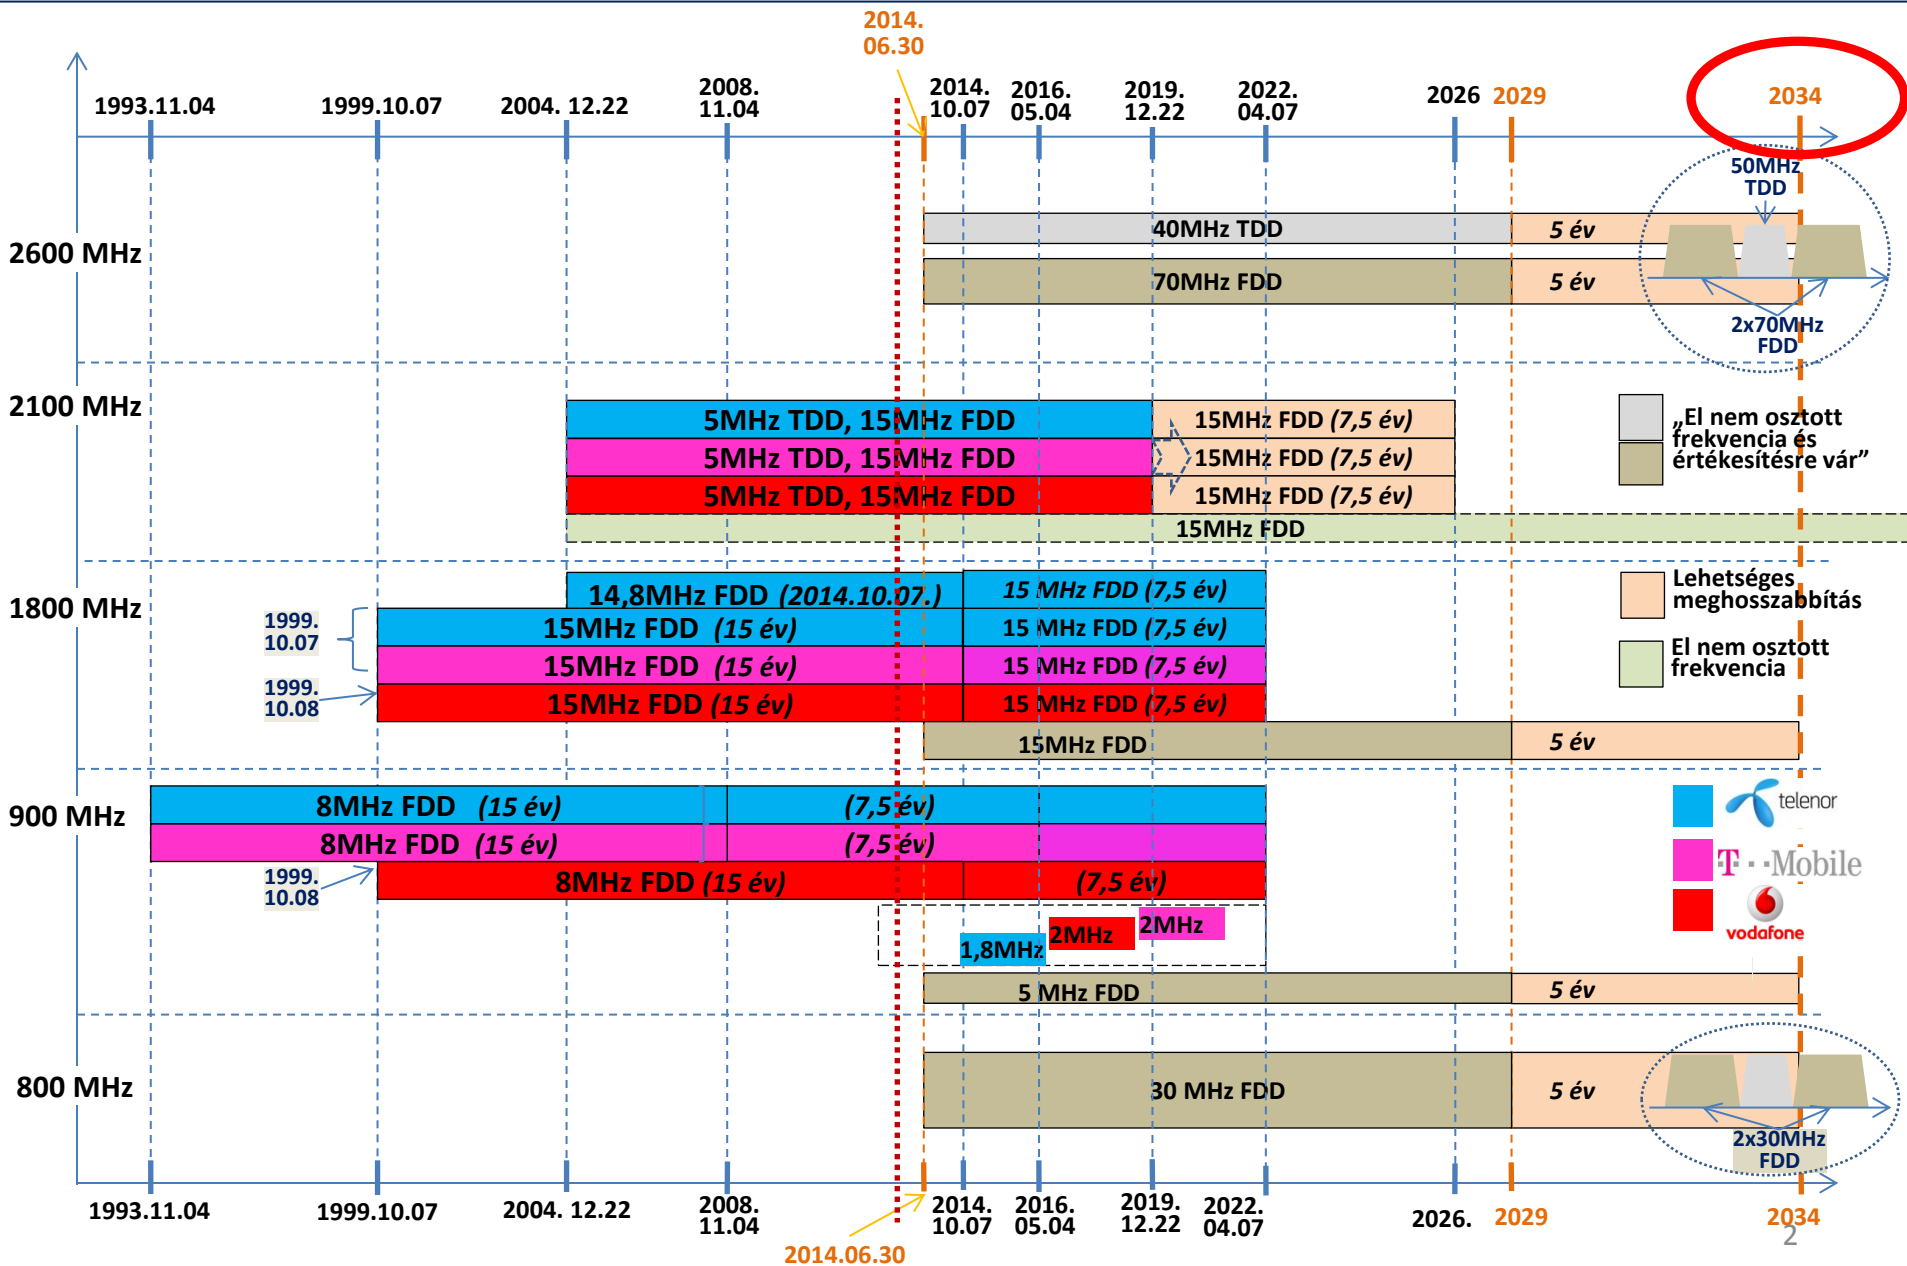 2014.
06.30
1993.11.04
1999.10.07
2004. 12.22
2008.
11.04
2014.
10.07
2016.
05.04
2019.
12.22
2022.
04.07
2026
2029
2034
2600 MHz
40MHz TDD
5 év
70MHz FDD
5 év
50MHz
TDD
2x70MHz
FDD
2100 MHz
5MHz TDD, 15MHz FDD
15MHz FDD (7,5 év)
5MHz TDD, 15MHz FDD
15MHz FDD (7,5 év)
5MHz TDD, 15MHz FDD
15MHz FDD (7,5 év)
15MHz FDD
„El nem osztott
frekvencia és
értékesítésre vár”
1800 MHz
14,8MHz FDD (2014.10.07.)
15 MHz FDD (7,5 év)
1999.
10.07
15MHz FDD (15 év)
15 MHz FDD (7,5 év)
15MHz FDD (15 év)
15 MHz FDD (7,5 év)
1999.
10.08
15MHz FDD (15 év)
15 MHz FDD (7,5 év)
15MHz FDD
5 év
Lehetséges
meghosszabbítás
El nem osztott
frekvencia
900 MHz
8MHz FDD (15 év)
(7,5 év)
8MHz FDD (15 év)
(7,5 év)
1999.
10.08
8MHz FDD (15 év)
(7,5 év)
1,8MHz
2MHz
2MHz
5 MHz FDD
5 év
telenor
T··Mobile
vodafone
800 MHz
30 MHz FDD
5 év
2x30MHz
FDD
1993.11.04
1999.10.07
2004. 12.22
2008.
11.04
2014.06.30
2014.
10.07
2016.
05.04
2019.
12.22
2022.
04.07
2026.
2029
2034
2